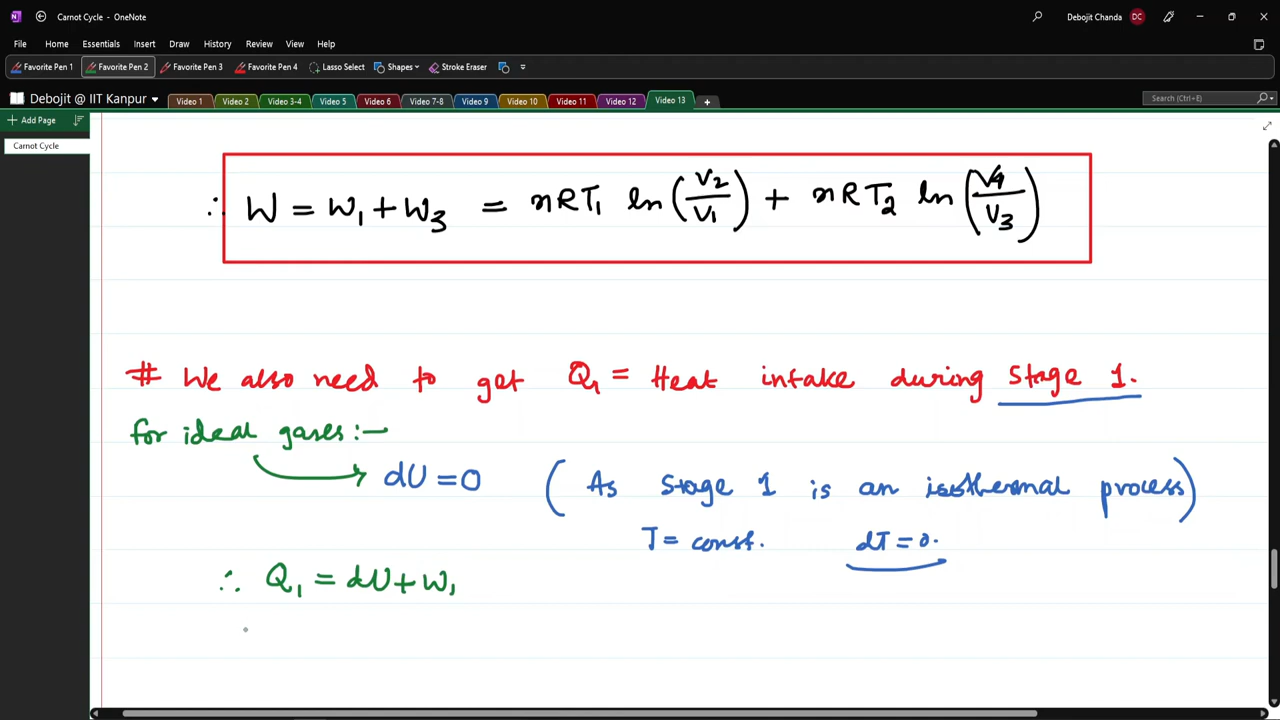 Carnot Cycle - OneNote
Debojit Chanda DC
File Home Essentials Insert Draw History Review View Help
Favorite Pen 1 Favorite Pen 2 Favorite Pen 3 Favorite Pen 4 Lasso Select Shapes Stroke Eraser
Debojit @ IIT Kanpur Video 1 Video 2 Video 3-4 Video 5 Video 6 Video 7-8 Video 9 Video 10 Video 11 Video 12 Video 13 Search (Ctrl+E)
Add Page
Carnot Cycle
∴ W = W₁ + W₃ = nRT₁ ln(V₂/V₁) + nRT₂ ln(V₄/V₃)
# We also need to get Q₁ = Heat intake during Stage 1.
for ideal gases :-
dU = 0 (As Stage 1 is an isothermal process)
T = const. dT = 0.
∴ Q₁ = dU + W₁